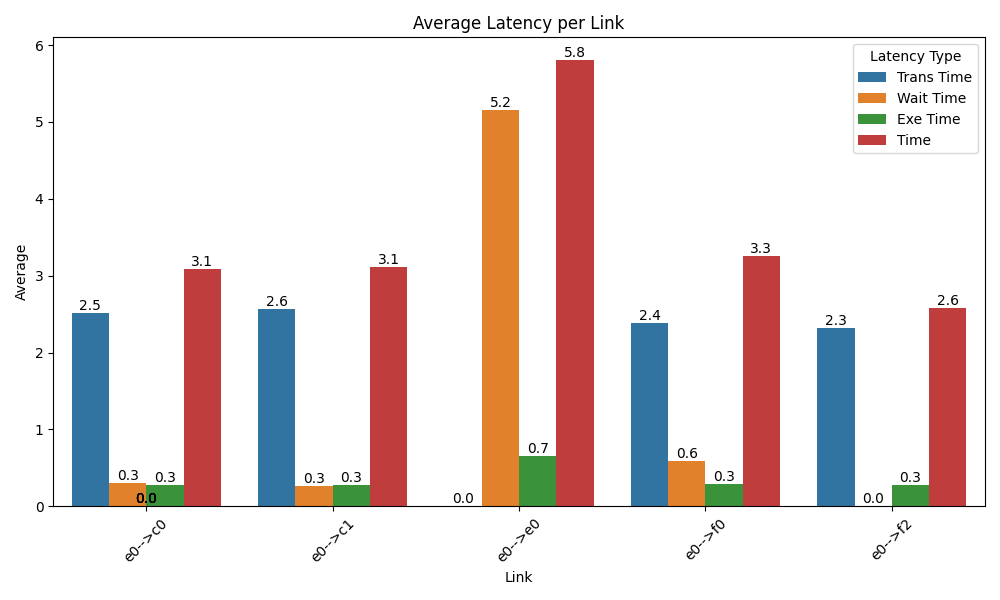 Average Latency per Link
Latency Type
Trans Time
Wait Time
Exe Time
Time
Average
6
5
4
3
2
1
0
2.5
0.3
0.0
0.3
3.1
2.6
0.3
0.3
3.1
0.0
5.2
0.7
5.8
2.4
0.6
0.3
3.3
2.3
0.0
0.3
2.6
e0-->c0
e0-->c1
e0-->e0
e0-->f0
e0-->f2
Link